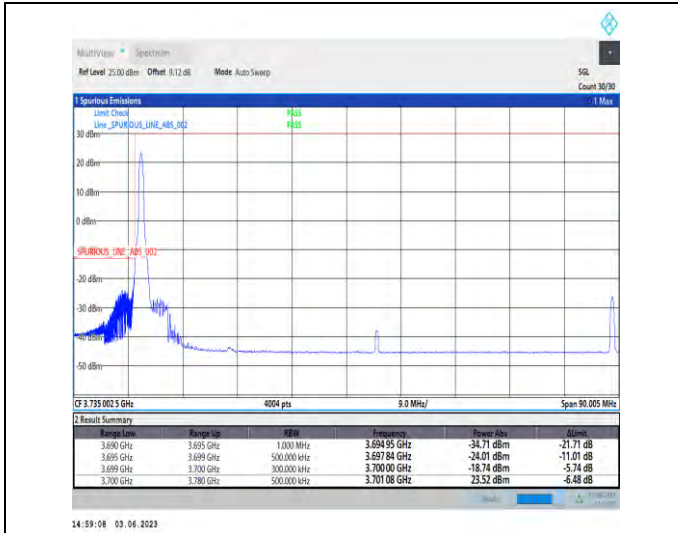 MultiView Spectrum
Ref Level 25.00 dBm Offset 9.12 dB Mode Auto Sweep SGL
Count 30/30
1 Spurious Emissions 1 Max
Limit Check PASS
Line _SPURIOUS_LINE_ABS_002 PASS
30 dBm
20 dBm
10 dBm
0 dBm
SPURIOUS_LINE_ABS_002
-20 dBm
-30 dBm
-40 dBm
-50 dBm
CF 3.735 002 5 GHz 4004 pts 9.0 MHz/ Span 90.005 MHz
2 Result Summary
Range Low Range Up RBW Frequency Power Abs ΔLimit
3.690 GHz 3.695 GHz 1.000 MHz 3.694 95 GHz -34.71 dBm -21.71 dB
3.695 GHz 3.699 GHz 500.000 kHz 3.697 84 GHz -24.01 dBm -11.01 dB
3.699 GHz 3.700 GHz 300.000 kHz 3.700 00 GHz -18.74 dBm -5.74 dB
3.700 GHz 3.780 GHz 500.000 kHz 3.701 08 GHz 23.52 dBm -6.48 dB
14:59:08 03.06.2023